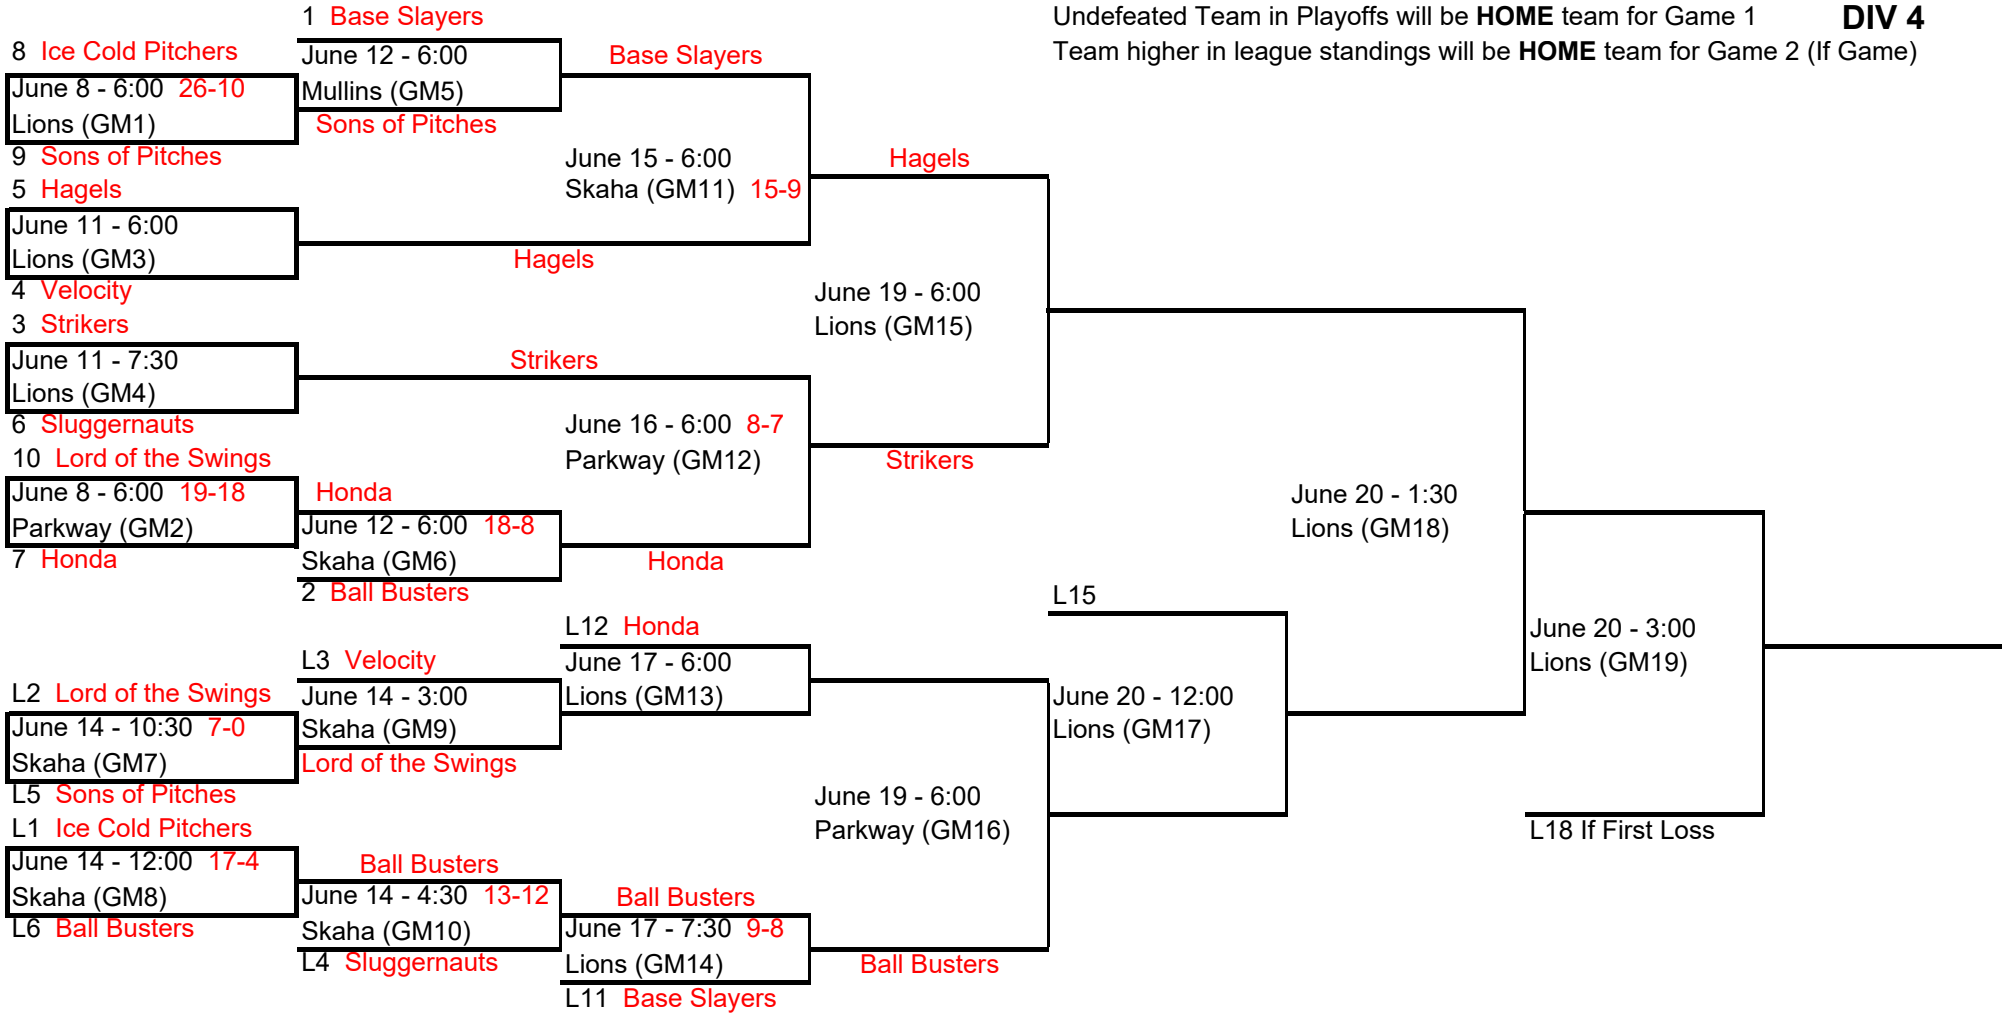 1 Base Slayers
Undefeated Team in Playoffs will be HOME team for Game 1
DIV 4
8 Ice Cold Pitchers
June 12 - 6:00
Base Slayers
Team higher in league standings will be HOME team for Game 2 (If Game)
June 8 - 6:00 26-10
Mullins (GM5)
Lions (GM1)
Sons of Pitches
9 Sons of Pitches
June 15 - 6:00
Hagels
5 Hagels
Skaha (GM11) 15-9
June 11 - 6:00
Lions (GM3)
Hagels
4 Velocity
June 19 - 6:00
3 Strikers
Lions (GM15)
June 11 - 7:30
Strikers
Lions (GM4)
6 Sluggernauts
June 16 - 6:00 8-7
10 Lord of the Swings
Parkway (GM12)
Strikers
June 8 - 6:00 19-18
Honda
June 20 - 1:30
Parkway (GM2)
June 12 - 6:00 18-8
Lions (GM18)
7 Honda
Skaha (GM6)
Honda
2 Ball Busters
L15
L12 Honda
June 20 - 3:00
L3 Velocity
June 17 - 6:00
Lions (GM19)
L2 Lord of the Swings
June 14 - 3:00
Lions (GM13)
June 20 - 12:00
June 14 - 10:30 7-0
Skaha (GM9)
Lions (GM17)
Skaha (GM7)
Lord of the Swings
L5 Sons of Pitches
June 19 - 6:00
L1 Ice Cold Pitchers
Parkway (GM16)
L18 If First Loss
June 14 - 12:00 17-4
Ball Busters
Skaha (GM8)
June 14 - 4:30 13-12
Ball Busters
L6 Ball Busters
Skaha (GM10)
June 17 - 7:30 9-8
L4 Sluggernauts
Lions (GM14)
Ball Busters
L11 Base Slayers